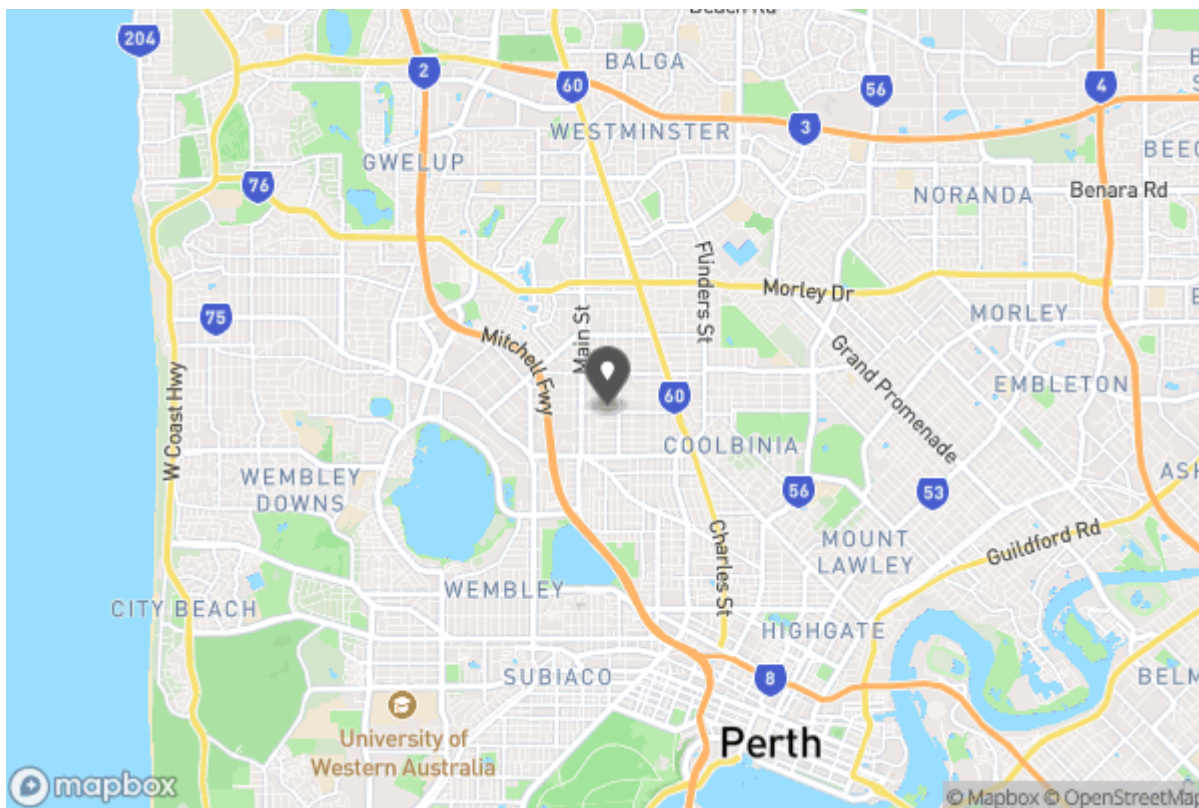 Beach Rd
204
BALGA
2
60
56
4
WESTMINSTER
3
GWELUP
BEEC
76
NORANDA
Benara Rd
Flinders St
Morley Dr
75
Main St
MORLEY
Mitchell Fwy
Grand Promenade
W Coast Hwy
60
EMBLETON
COOLBINIA
WEMBLEY
DOWNS
56
53
ASH
MOUNT
LAWLEY
Charles St
Guildford Rd
WEMBLEY
CITY BEACH
HIGHGATE
SUBIACO
8
BELM
University of
Western Australia
Perth
mapbox
© Mapbox © OpenStreetMap